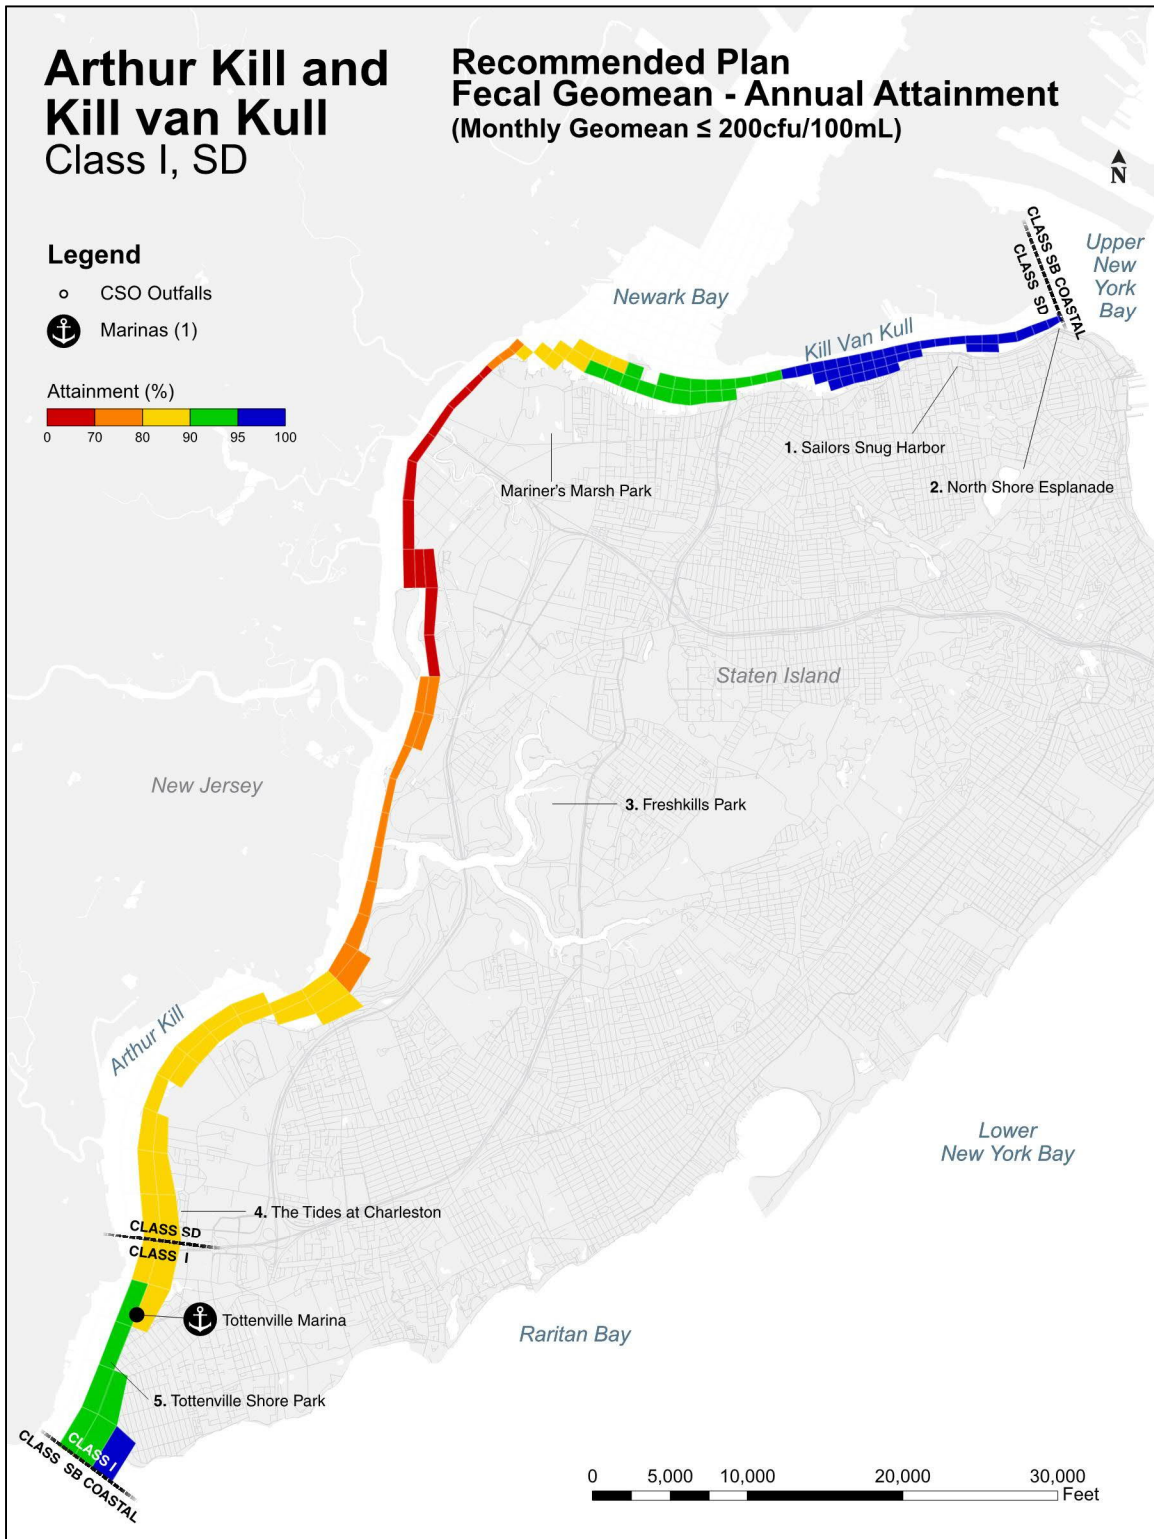 Arthur Kill and
Kill van Kull
Class I, SD
Recommended Plan
Fecal Geomean - Annual Attainment
(Monthly Geomean ≤ 200cfu/100mL)
N
Legend
CSO Outfalls
Marinas (1)
Attainment (%)
0 70 80 90 95 100
CLASS SB COASTAL
CLASS SD
Upper
New
York
Bay
Newark Bay
Kill Van Kull
1. Sailors Snug Harbor
2. North Shore Esplanade
Mariner's Marsh Park
Staten Island
New Jersey
3. Freshkills Park
Arthur Kill
Lower
New York Bay
4. The Tides at Charleston
CLASS SD
CLASS I
Tottenville Marina
Raritan Bay
5. Tottenville Shore Park
CLASS I
CLASS SB COASTAL
0 5,000 10,000 20,000 30,000
Feet